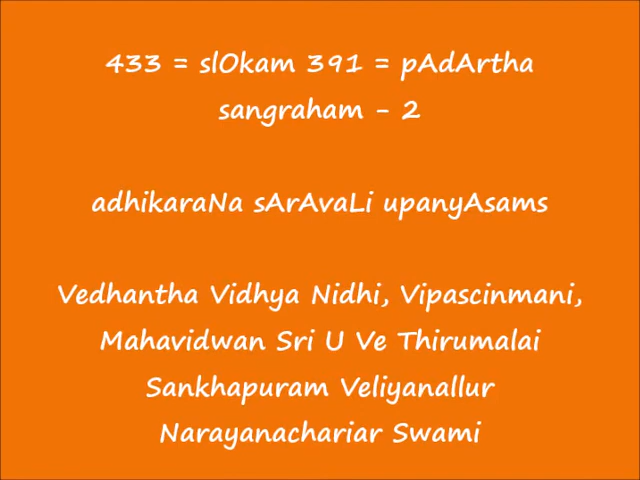 433 = slOkam 391 = pAdArtha
sangraham - 2
adhikaraNa sArAvaLi upanyAsams
Vedhantha Vidhya Nidhi, Vipascinmani,
Mahavidwan Sri U Ve Thirumalai
Sankhapuram Veliyanallur
Narayanachariar Swami